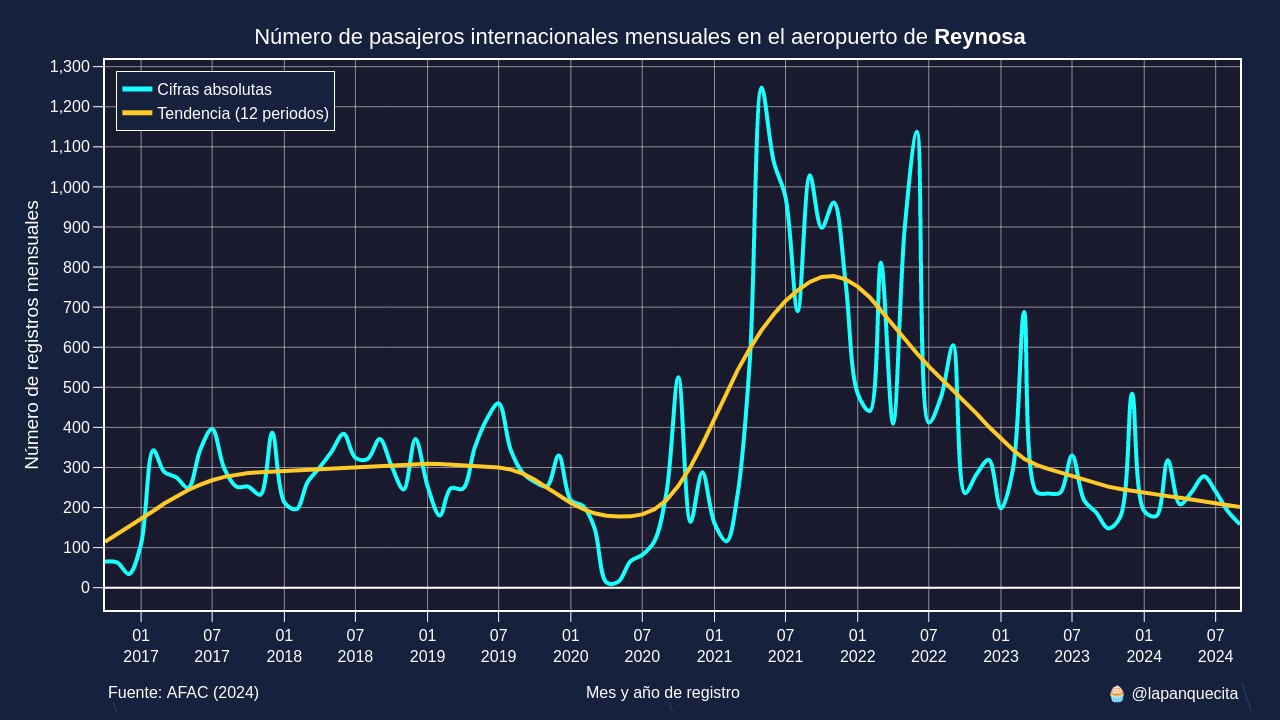 Número de pasajeros internacionales mensuales en el aeropuerto de Reynosa
Cifras absolutas
Tendencia (12 periodos)
Número de registros mensuales
1,300
1,200
1,100
1,000
900
800
700
600
500
400
300
200
100
0
01 07 01 07 01 07 01 07 01 07 01 07 01 07 01 07
2017 2017 2018 2018 2019 2019 2020 2020 2021 2021 2022 2022 2023 2023 2024 2024
Fuente: AFAC (2024)
Mes y año de registro
🧁 @lapanquecita